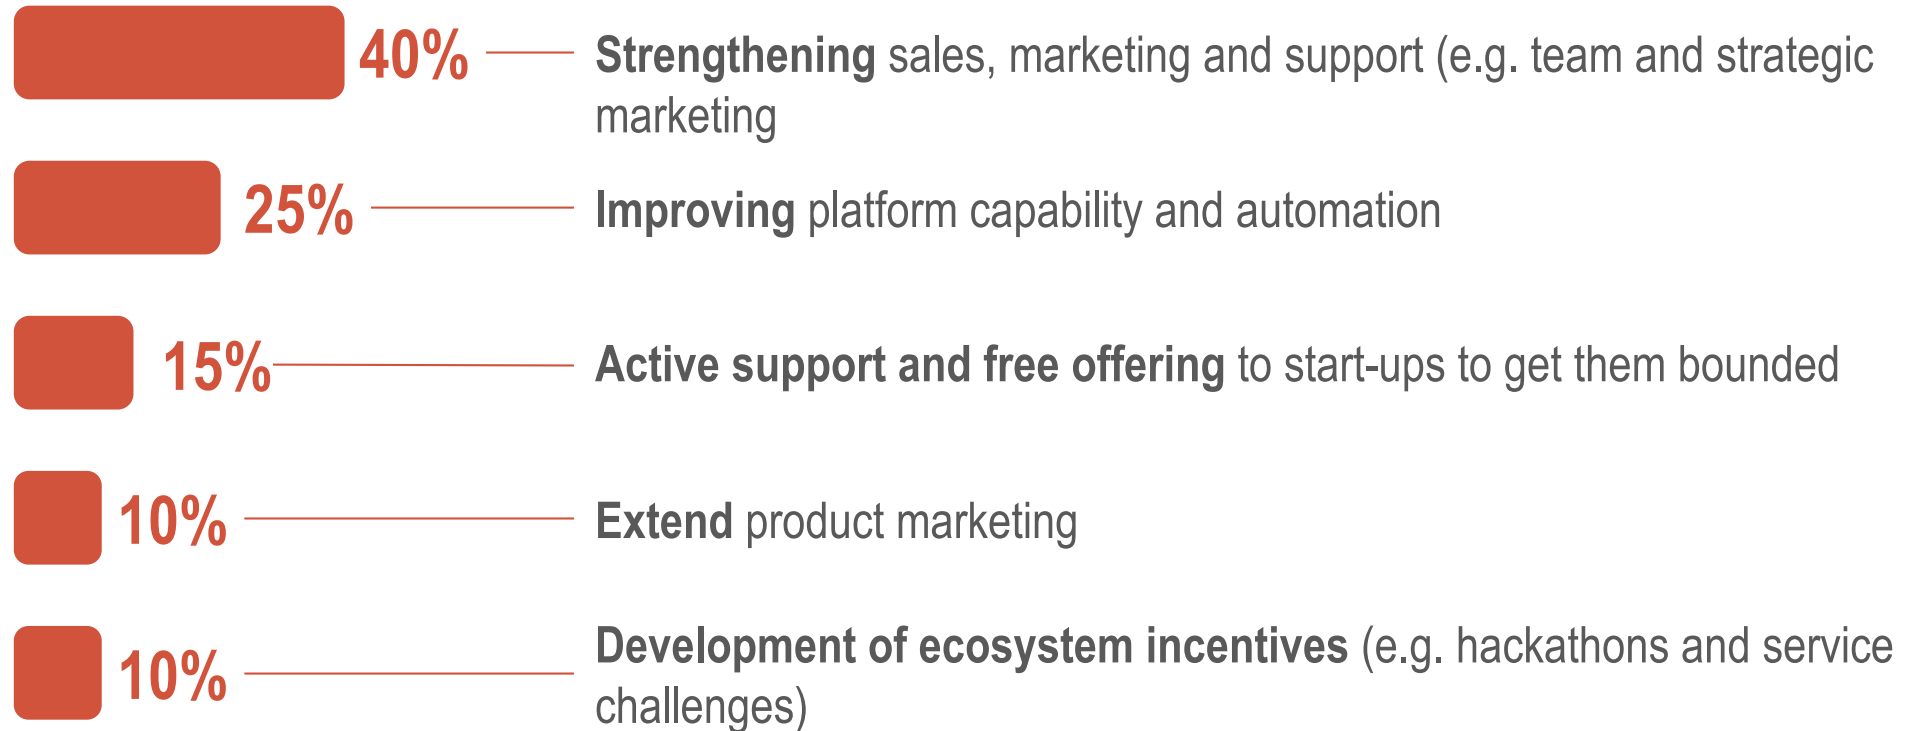 40% Strengthening sales, marketing and support (e.g. team and strategic
marketing
25% Improving platform capability and automation
15% Active support and free offering to start-ups to get them bounded
10% Extend product marketing
10% Development of ecosystem incentives (e.g. hackathons and service
challenges)